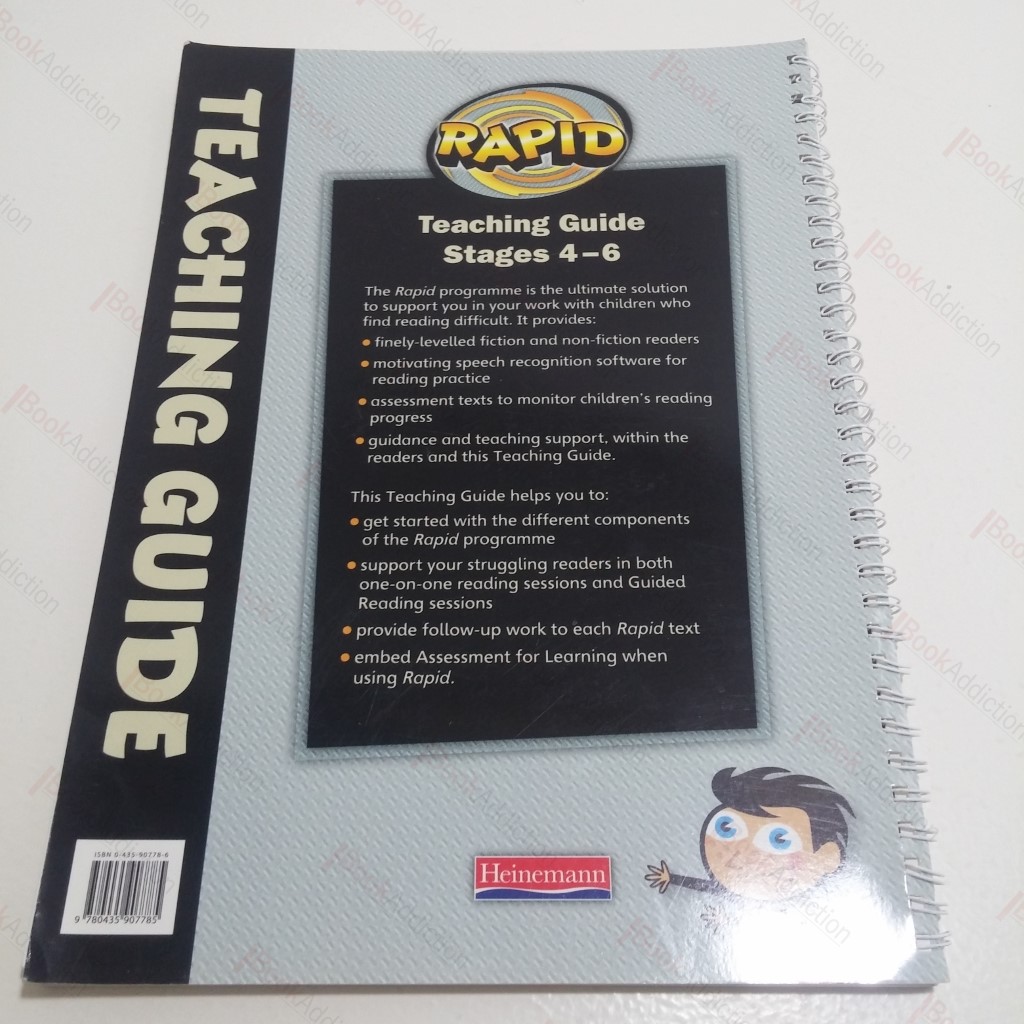 TEACHING GUIDE
RAPID
Teaching Guide
Stages 4–6
The Rapid programme is the ultimate solution
to support you in your work with children who
find reading difficult. It provides:
• finely-levelled fiction and non-fiction readers
• motivating speech recognition software for
reading practice
• assessment texts to monitor children's reading
progress
• guidance and teaching support, within the
readers and this Teaching Guide.
This Teaching Guide helps you to:
• get started with the different components
of the Rapid programme
• support your struggling readers in both
one-on-one reading sessions and Guided
Reading sessions
• provide follow-up work to each Rapid text
• embed Assessment for Learning when
using Rapid.
Heinemann
ISBN 0-435-90778-6
9 780435 907785
BookAddiction